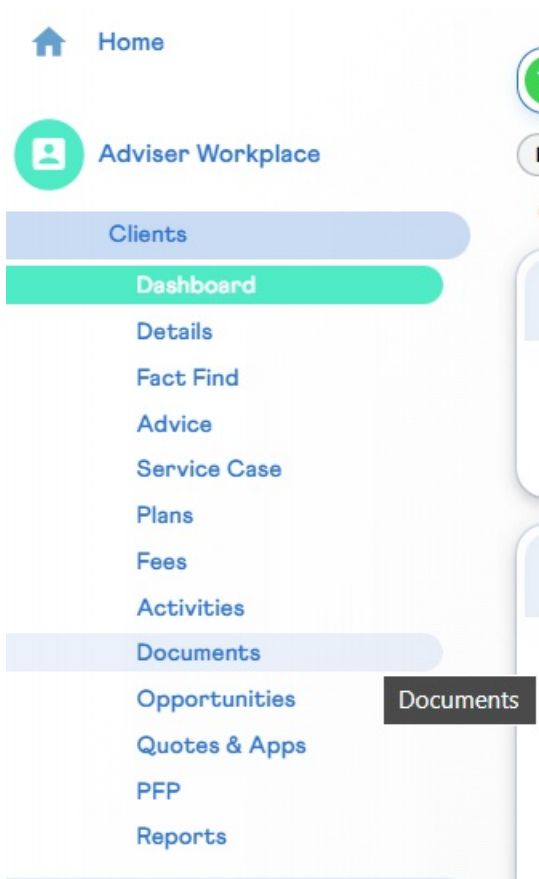 Home
Adviser Workplace
Clients
Dashboard
Details
Fact Find
Advice
Service Case
Plans
Fees
Activities
Documents
Opportunities
Documents
Quotes & Apps
PFP
Reports